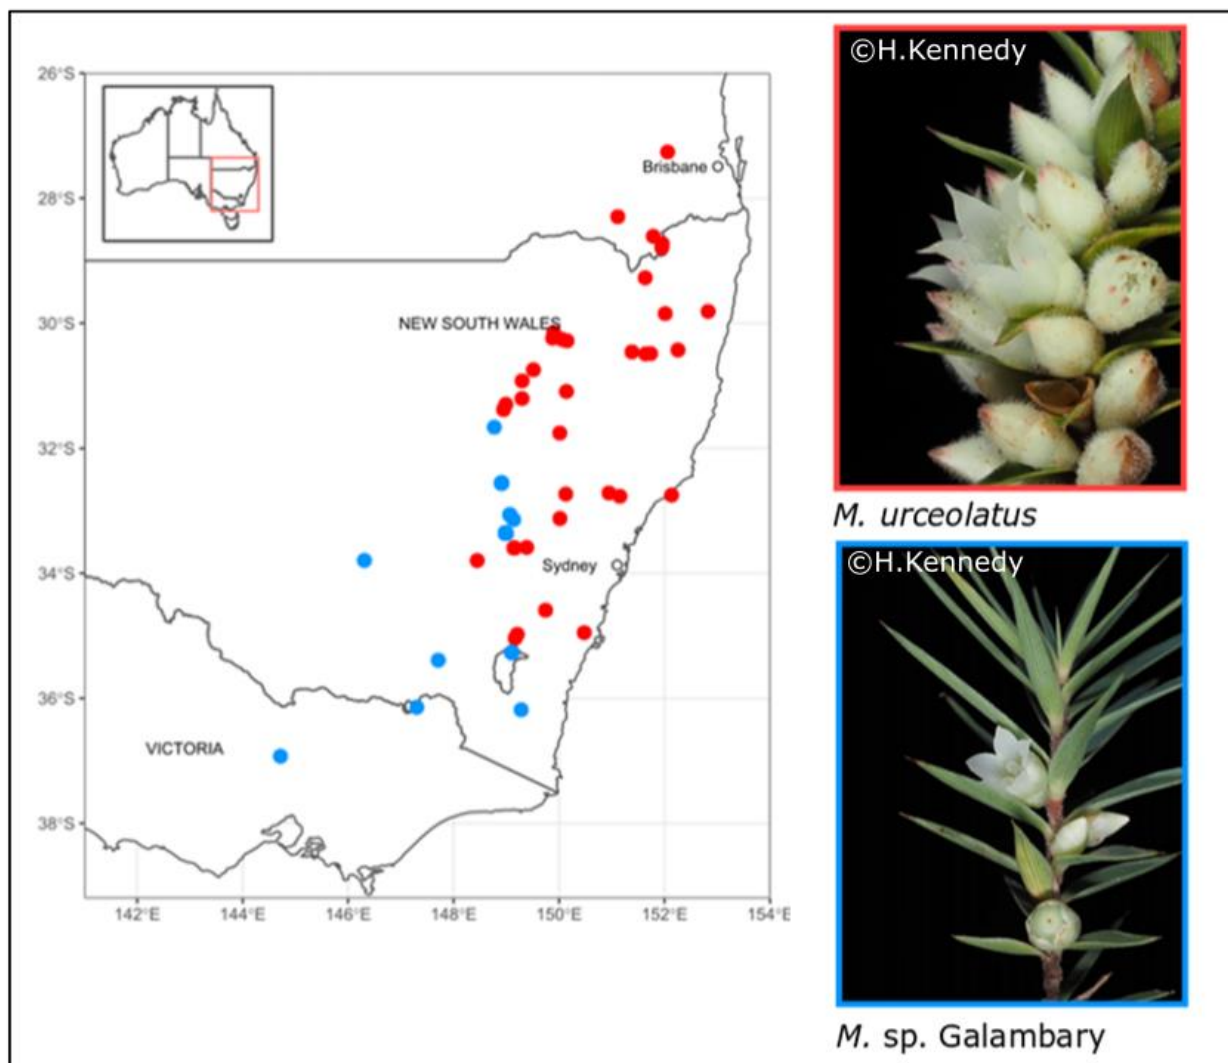 ©H.Kennedy
26°S
Brisbane
28°S
NEW SOUTH WALES
30°S
32°S
M. urceolatus
34°S
Sydney
©H.Kennedy
36°S
VICTORIA
38°S
142°E 144°E 146°E 148°E 150°E 152°E 154°E
M. sp. Galambary